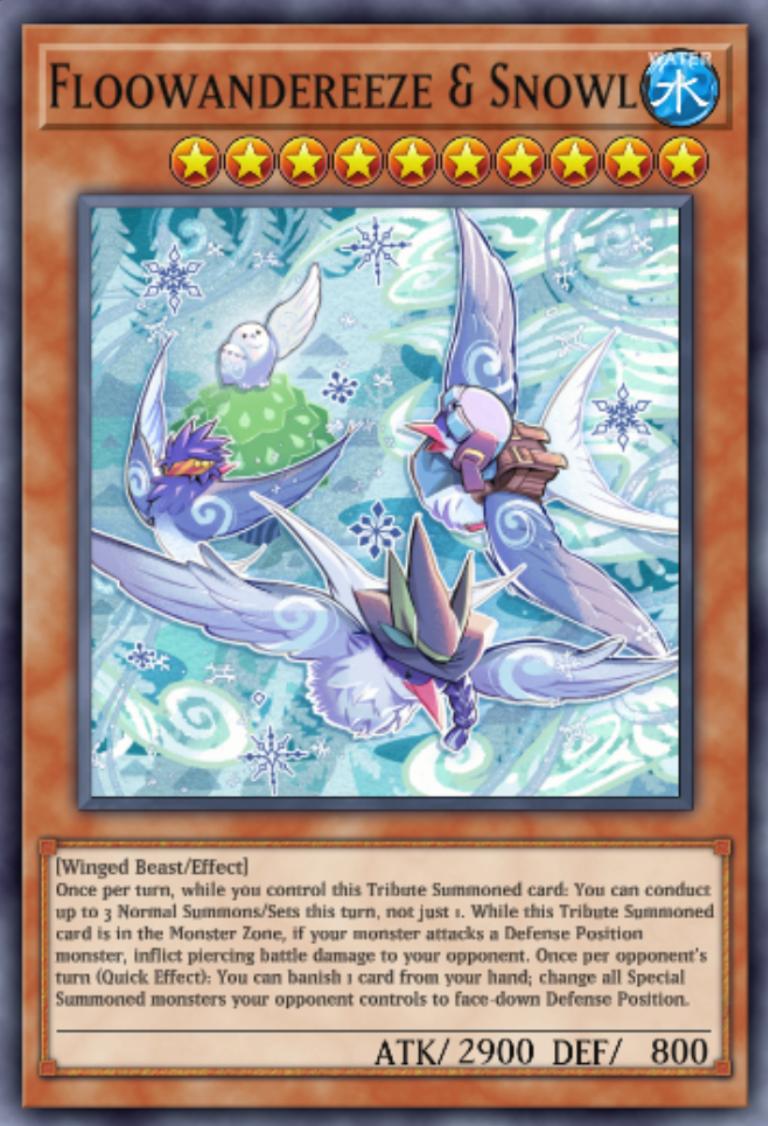 FLOOWANDEREEZE & SNOWL
WATER
水
[Winged Beast/Effect]
Once per turn, while you control this Tribute Summoned card: You can conduct
up to 3 Normal Summons/Sets this turn, not just 1. While this Tribute Summoned
card is in the Monster Zone, if your monster attacks a Defense Position
monster, inflict piercing battle damage to your opponent. Once per opponent's
turn (Quick Effect): You can banish 1 card from your hand; change all Special
Summoned monsters your opponent controls to face-down Defense Position.
ATK/ 2900 DEF/ 800